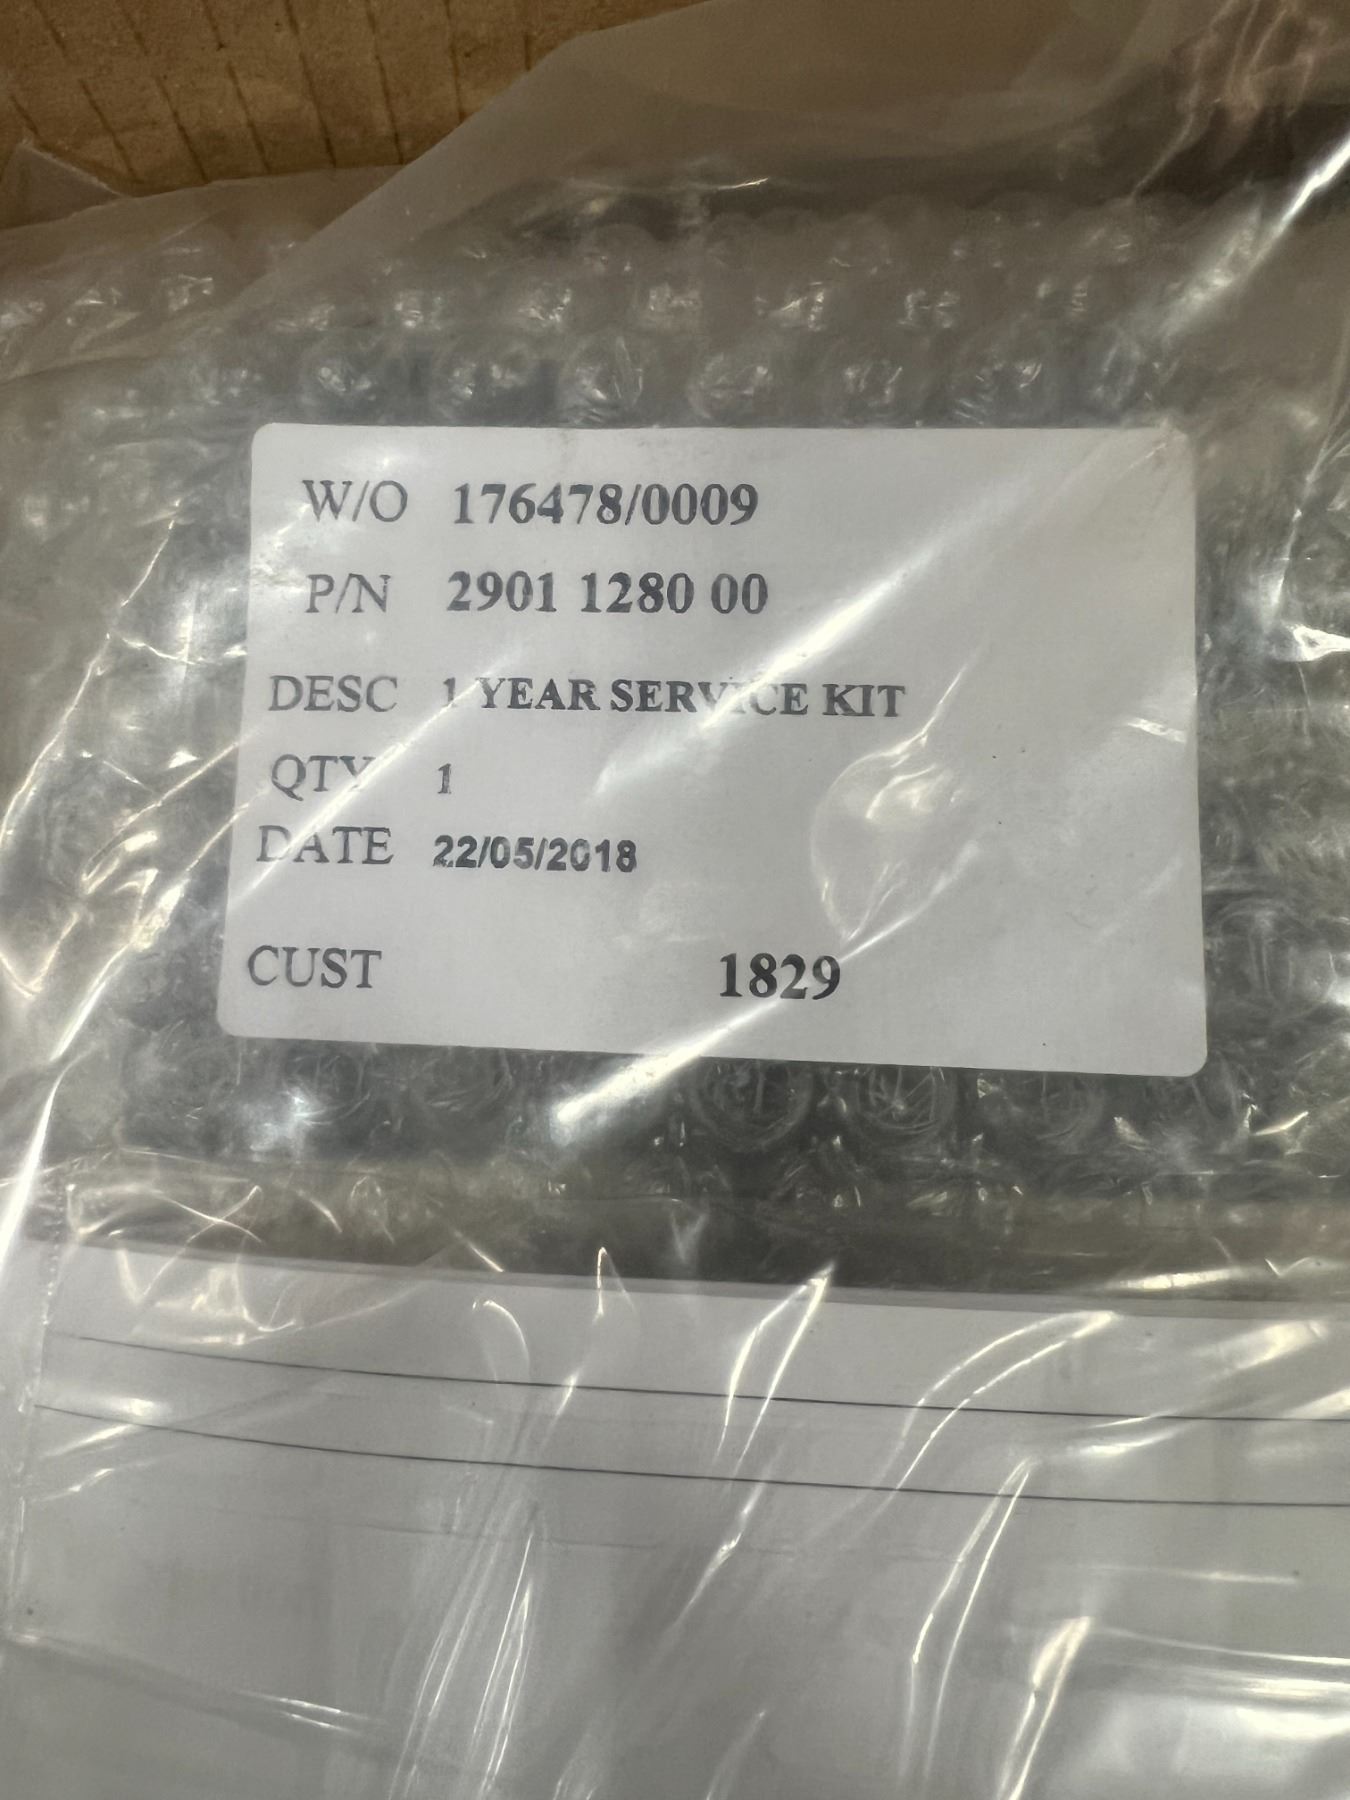 W/O 176478/0009
P/N 2901 1280 00
DESC 1 YEAR SERVICE KIT
QTY 1
DATE 22/05/2018
CUST 1829